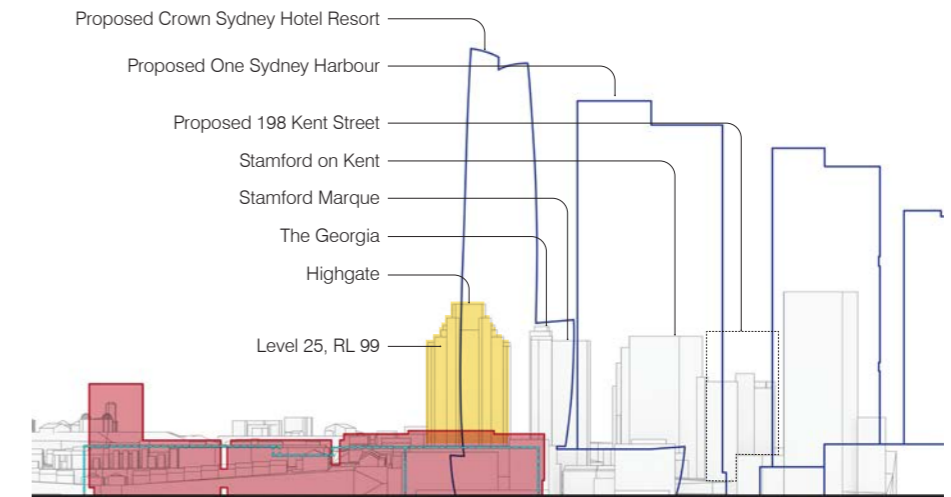 Proposed Crown Sydney Hotel Resort
Proposed One Sydney Harbour
Proposed 198 Kent Street
Stamford on Kent
Stamford Marque
The Georgia
Highgate
Level 25, RL 99